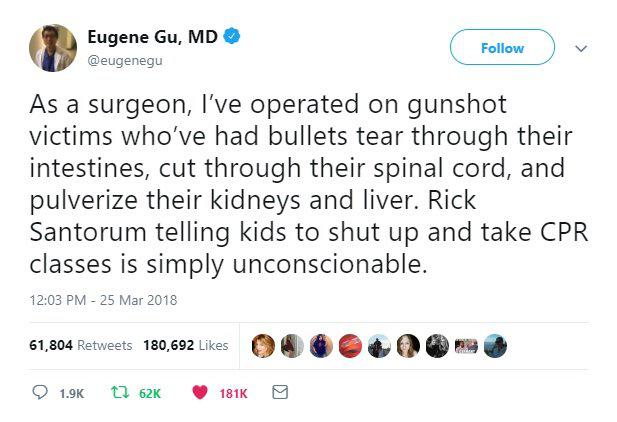 Eugene Gu, MD
@eugenegu
Follow
As a surgeon, I’ve operated on gunshot
victims who’ve had bullets tear through their
intestines, cut through their spinal cord, and
pulverize their kidneys and liver. Rick
Santorum telling kids to shut up and take CPR
classes is simply unconscionable.
12:03 PM - 25 Mar 2018
61,804 Retweets 180,692 Likes
1.9K 62K 181K